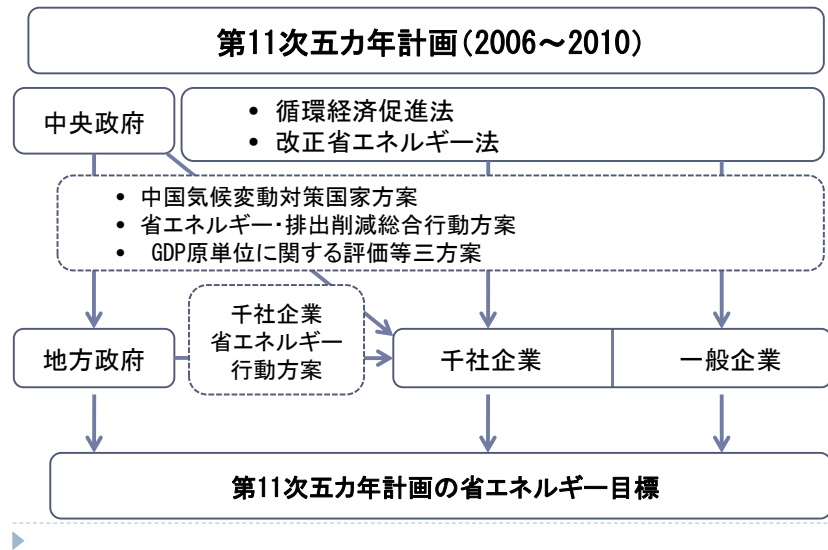 第11次五カ年計画（2006～2010）
中央政府
• 循環経済促進法
• 改正省エネルギー法
• 中国気候変動対策国家方案
• 省エネルギー・排出削減総合行動方案
• GDP原単位に関する評価等三方案
千社企業
省エネルギー
行動方案
地方政府
千社企業
一般企業
第11次五カ年計画の省エネルギー目標